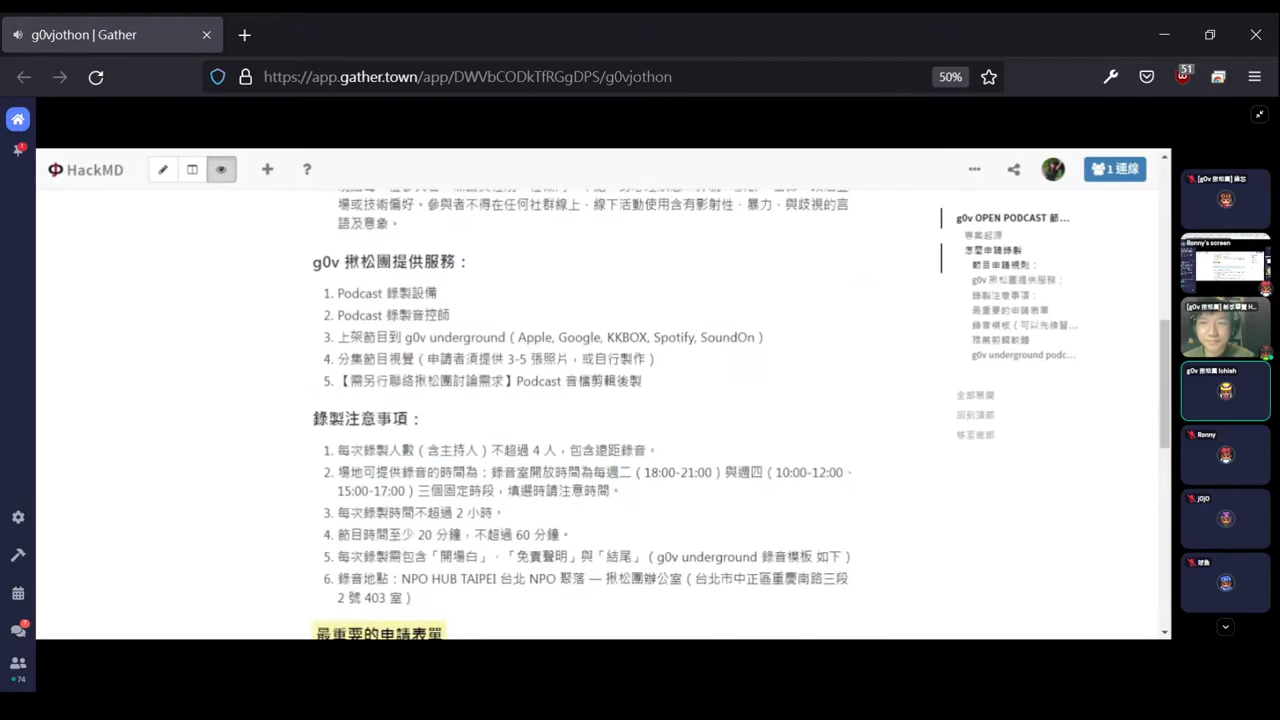 g0vjothon | Gather
https://app.gather.town/app/DWVbCODkTfRGgDPS/g0vjothon
50%
51
HackMD
1 連線
場或技術偏好。參與者不得在任何社群線上、線下活動使用含有影射性、暴力、與歧視的言
語及意象。
g0v 揪松團提供服務：
1. Podcast 錄製設備
2. Podcast 錄製音控師
3. 上架節目到 g0v underground（Apple, Google, KKBOX, Spotify, SoundOn）
4. 分集節目視覺（申請者須提供 3-5 張照片，或自行製作）
5. 【需另行聯絡揪松團討論需求】Podcast 音檔剪輯後製
錄製注意事項：
1. 每次錄製人數（含主持人）不超過 4 人，包含遠距錄音。
2. 場地可提供錄音的時間為：錄音室開放時間為每週二（18:00-21:00）與週四（10:00-12:00、
15:00-17:00）三個固定時段，填選時請注意時間。
3. 每次錄製時間不超過 2 小時。
4. 節目時間至少 20 分鐘，不超過 60 分鐘。
5. 每次錄製需包含「開場白」、「免責聲明」與「結尾」（g0v underground 錄音模板 如下）
6. 錄音地點：NPO HUB TAIPEI 台北 NPO 聚落 — 揪松團辦公室（台北市中正區重慶南路三段
2 號 403 室）
最重要的申請表單
g0v OPEN PODCAST 節...
專案起源
怎麼申請錄製
節目申請規則：
g0v 揪松團提供服務：
錄製注意事項：
最重要的申請表單
錄音模板（可以先練習...
推薦剪輯軟體
g0v underground podc...
全部展開
回到頂部
移至底部
Ronny's screen
[g0v 揪松團] 新手導覽 H...
g0v 揪松團 Ichieh
Ronny
jojo
球魚
7
74